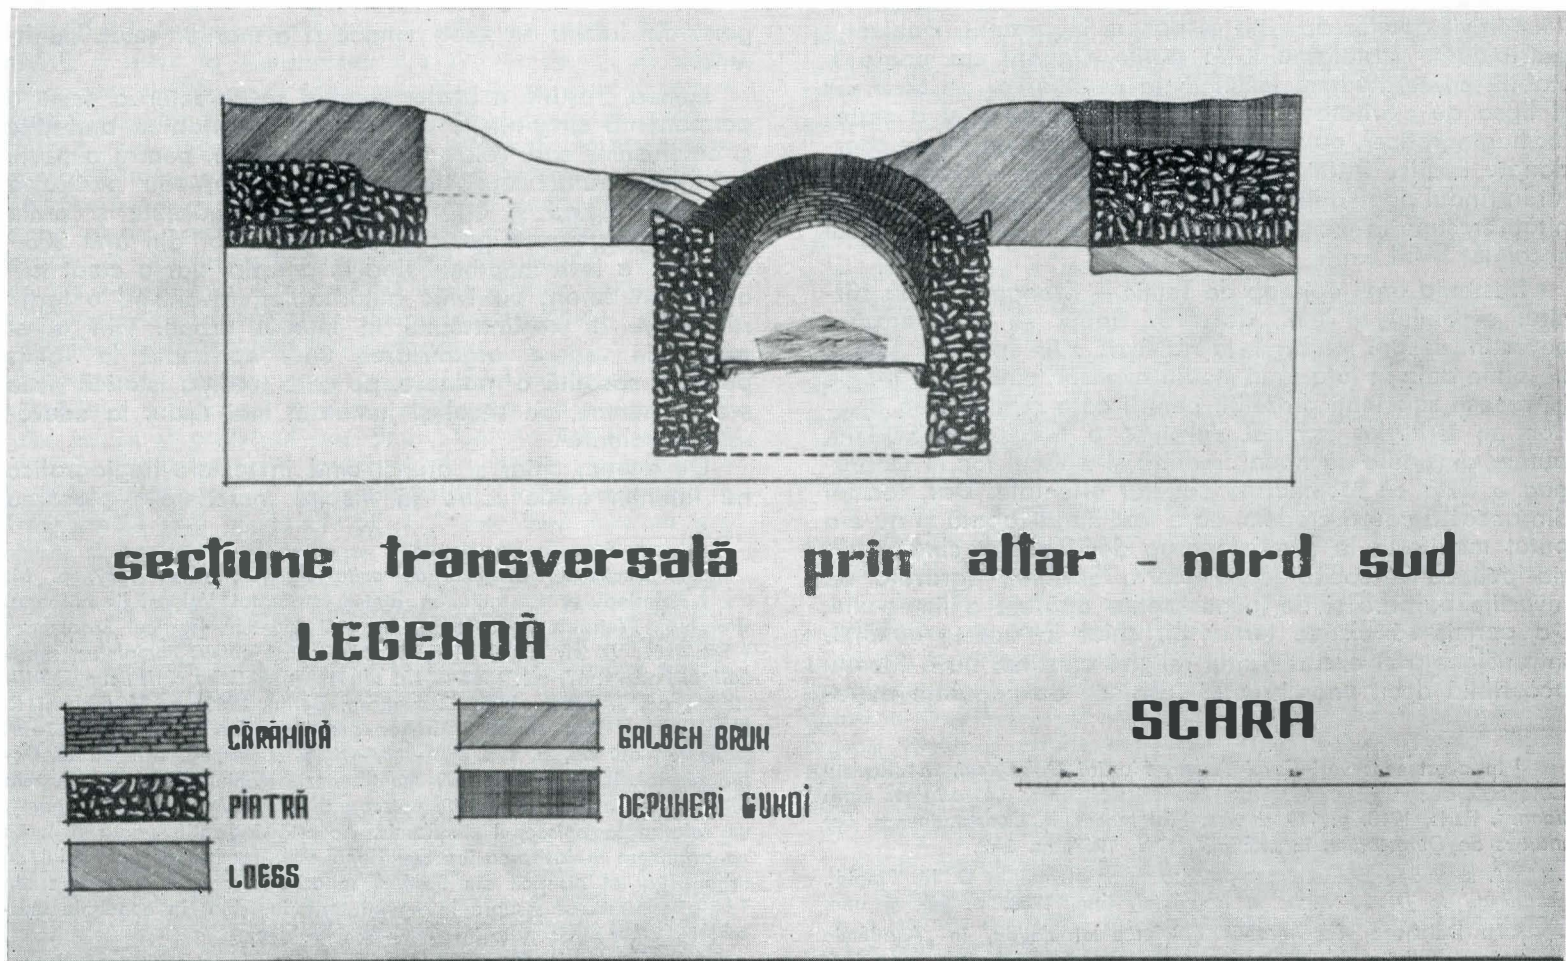 secțiune transversală prin altar - nord sud
LEGENDĂ
CĂRĂMIDĂ
PIATRĂ
LOESS
GALBEN BRUN
DEPUNERI GUNOI
SCARA